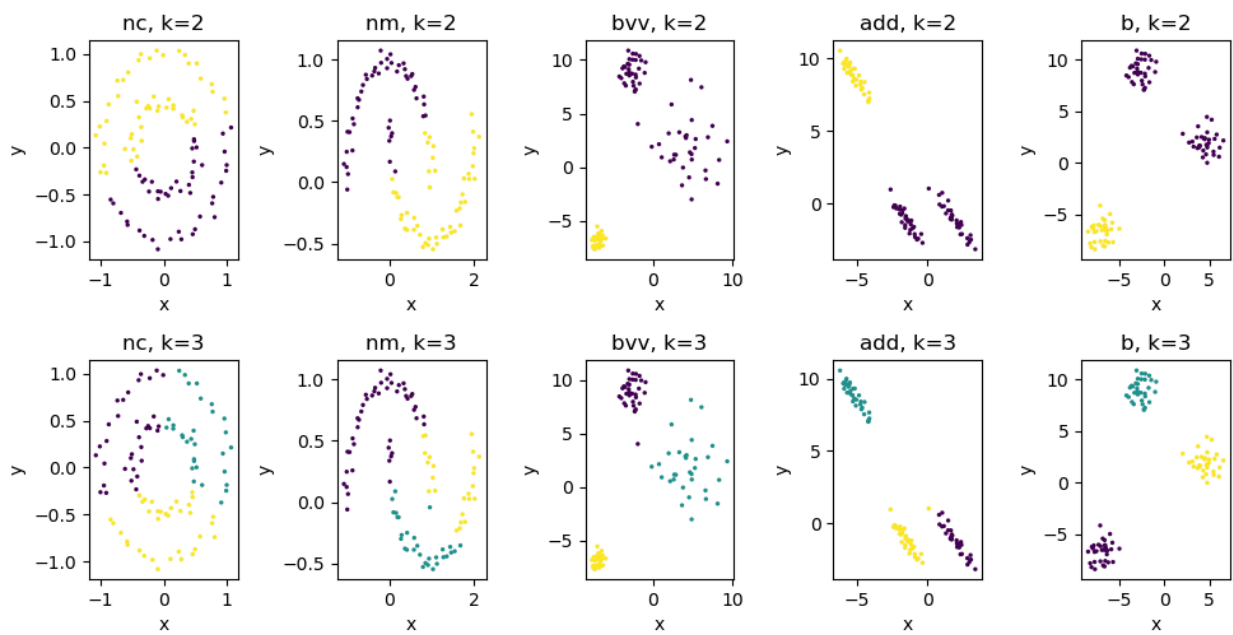 nc, k=2 nm, k=2 bvv, k=2 add, k=2 b, k=2
1.0 1.0 10 10 10
0.5 0.5 5 5 5
0.0 0.0 0 0 0
−0.5 −0.5 −5 −5
−1.0
y y y y y
−1 0 1 0 2 0 10 −5 0 −5 0 5
x x x x x
nc, k=3 nm, k=3 bvv, k=3 add, k=3 b, k=3
1.0 1.0 10 10 10
0.5 0.5 5 5 5
0.0 0.0 0 0 0
−0.5 −0.5 −5 −5
−1.0
y y y y y
−1 0 1 0 2 0 10 −5 0 −5 0 5
x x x x x